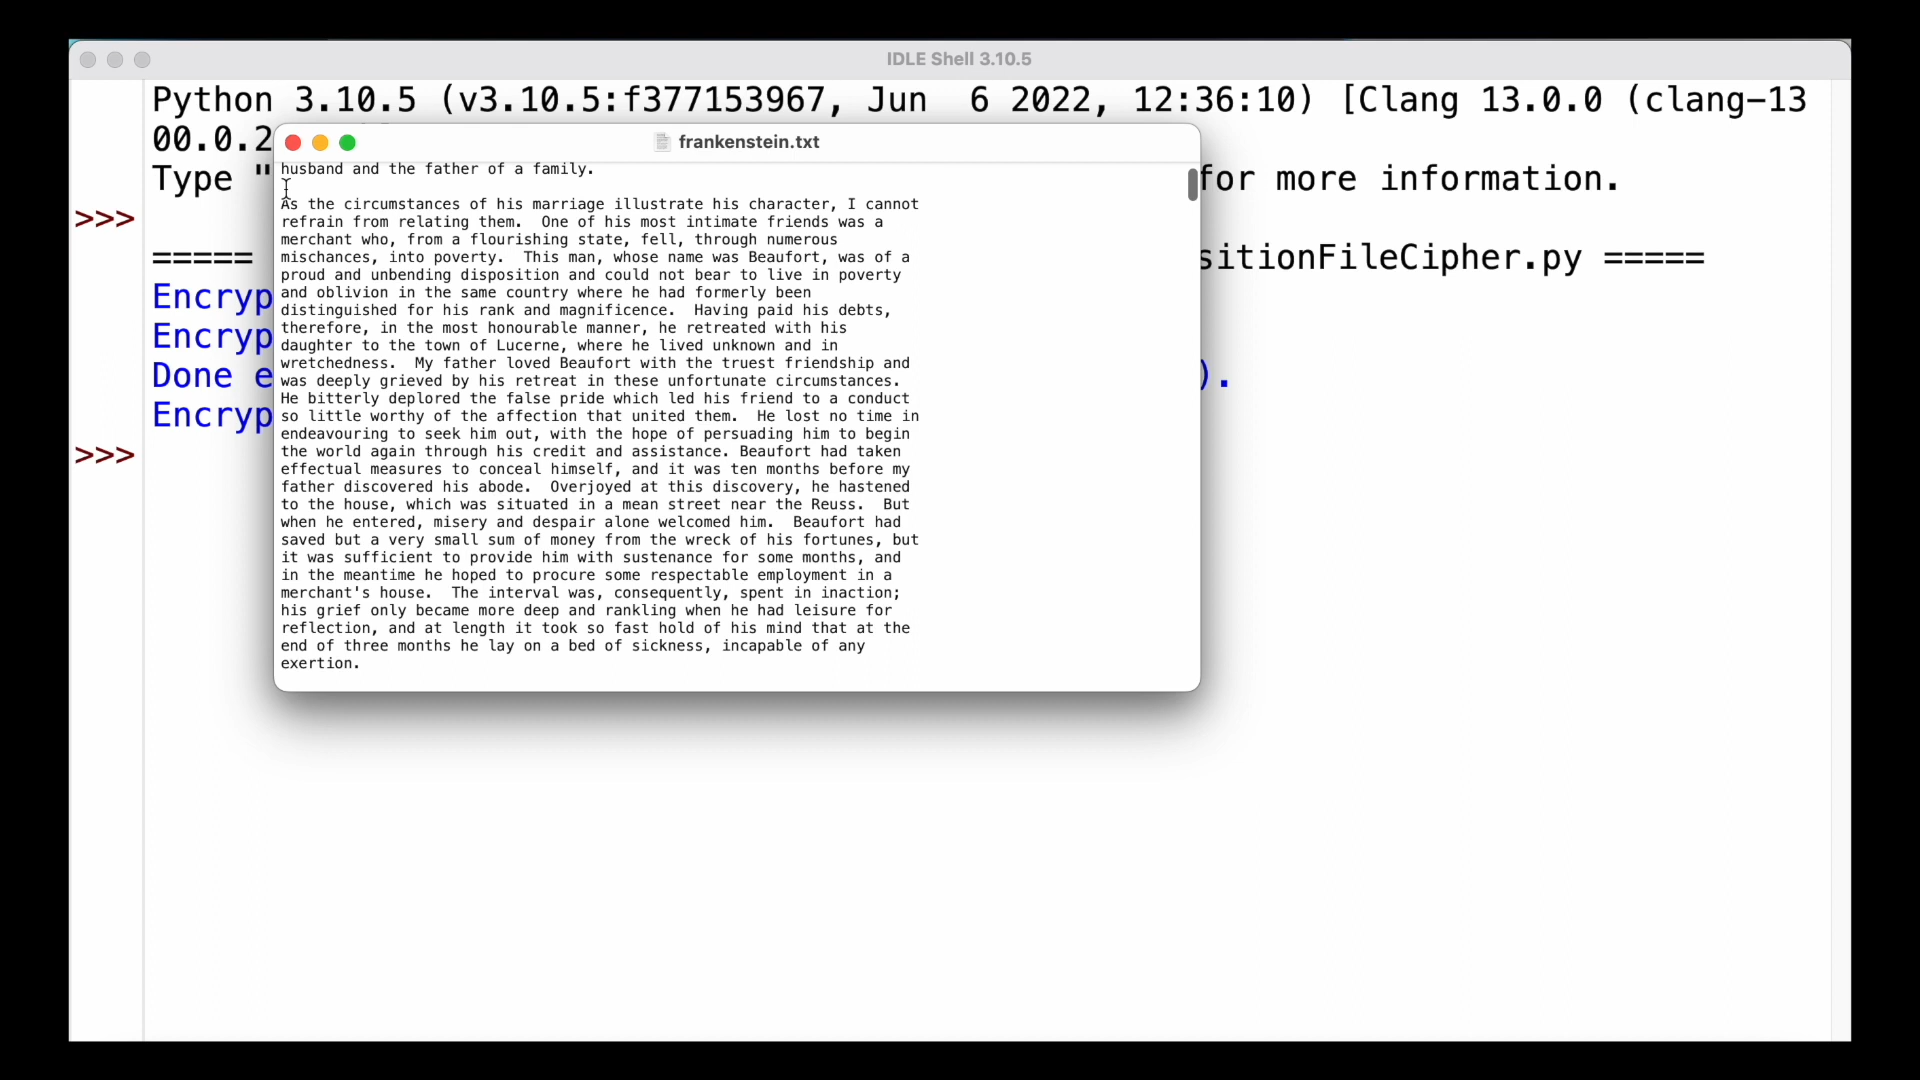 IDLE Shell 3.10.5
Python 3.10.5 (v3.10.5:f377153967, Jun  6 2022, 12:36:10) [Clang 13.0.0 (clang-13
00.0.2
Type "
for more information.
>>>
===== 
sitionFileCipher.py =====
Encryp
Encryp
Done e
).
Encryp
>>>
frankenstein.txt
husband and the father of a family.
As the circumstances of his marriage illustrate his character, I cannot
refrain from relating them.  One of his most intimate friends was a
merchant who, from a flourishing state, fell, through numerous
mischances, into poverty.  This man, whose name was Beaufort, was of a
proud and unbending disposition and could not bear to live in poverty
and oblivion in the same country where he had formerly been
distinguished for his rank and magnificence.  Having paid his debts,
therefore, in the most honourable manner, he retreated with his
daughter to the town of Lucerne, where he lived unknown and in
wretchedness.  My father loved Beaufort with the truest friendship and
was deeply grieved by his retreat in these unfortunate circumstances.
He bitterly deplored the false pride which led his friend to a conduct
so little worthy of the affection that united them.  He lost no time in
endeavouring to seek him out, with the hope of persuading him to begin
the world again through his credit and assistance. Beaufort had taken
effectual measures to conceal himself, and it was ten months before my
father discovered his abode.  Overjoyed at this discovery, he hastened
to the house, which was situated in a mean street near the Reuss.  But
when he entered, misery and despair alone welcomed him.  Beaufort had
saved but a very small sum of money from the wreck of his fortunes, but
it was sufficient to provide him with sustenance for some months, and
in the meantime he hoped to procure some respectable employment in a
merchant's house.  The interval was, consequently, spent in inaction;
his grief only became more deep and rankling when he had leisure for
reflection, and at length it took so fast hold of his mind that at the
end of three months he lay on a bed of sickness, incapable of any
exertion.